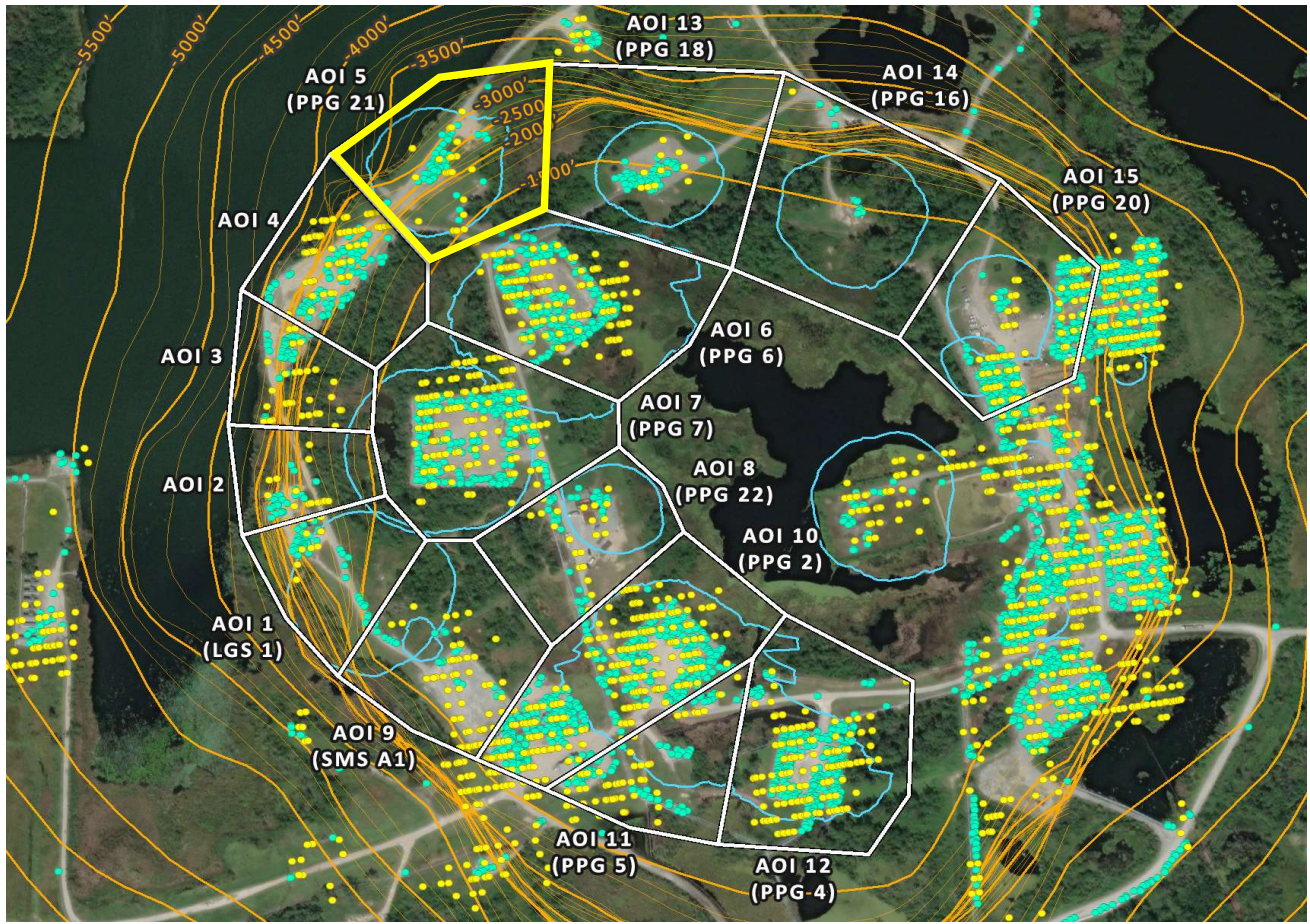 -5500'
-5000'
-4500'
-4000'
-3500'
AOI 13
(PPG 18)
AOI 5
(PPG 21)
AOI 14
(PPG 16)
-3000'
-2500'
-2000'
-1500'
AOI 15
(PPG 20)
AOI 4
AOI 3
AOI 6
(PPG 6)
AOI 7
(PPG 7)
AOI 2
AOI 8
(PPG 22)
AOI 10
(PPG 2)
AOI 1
(LGS 1)
AOI 9
(SMS A1)
AOI 11
(PPG 5)
AOI 12
(PPG 4)